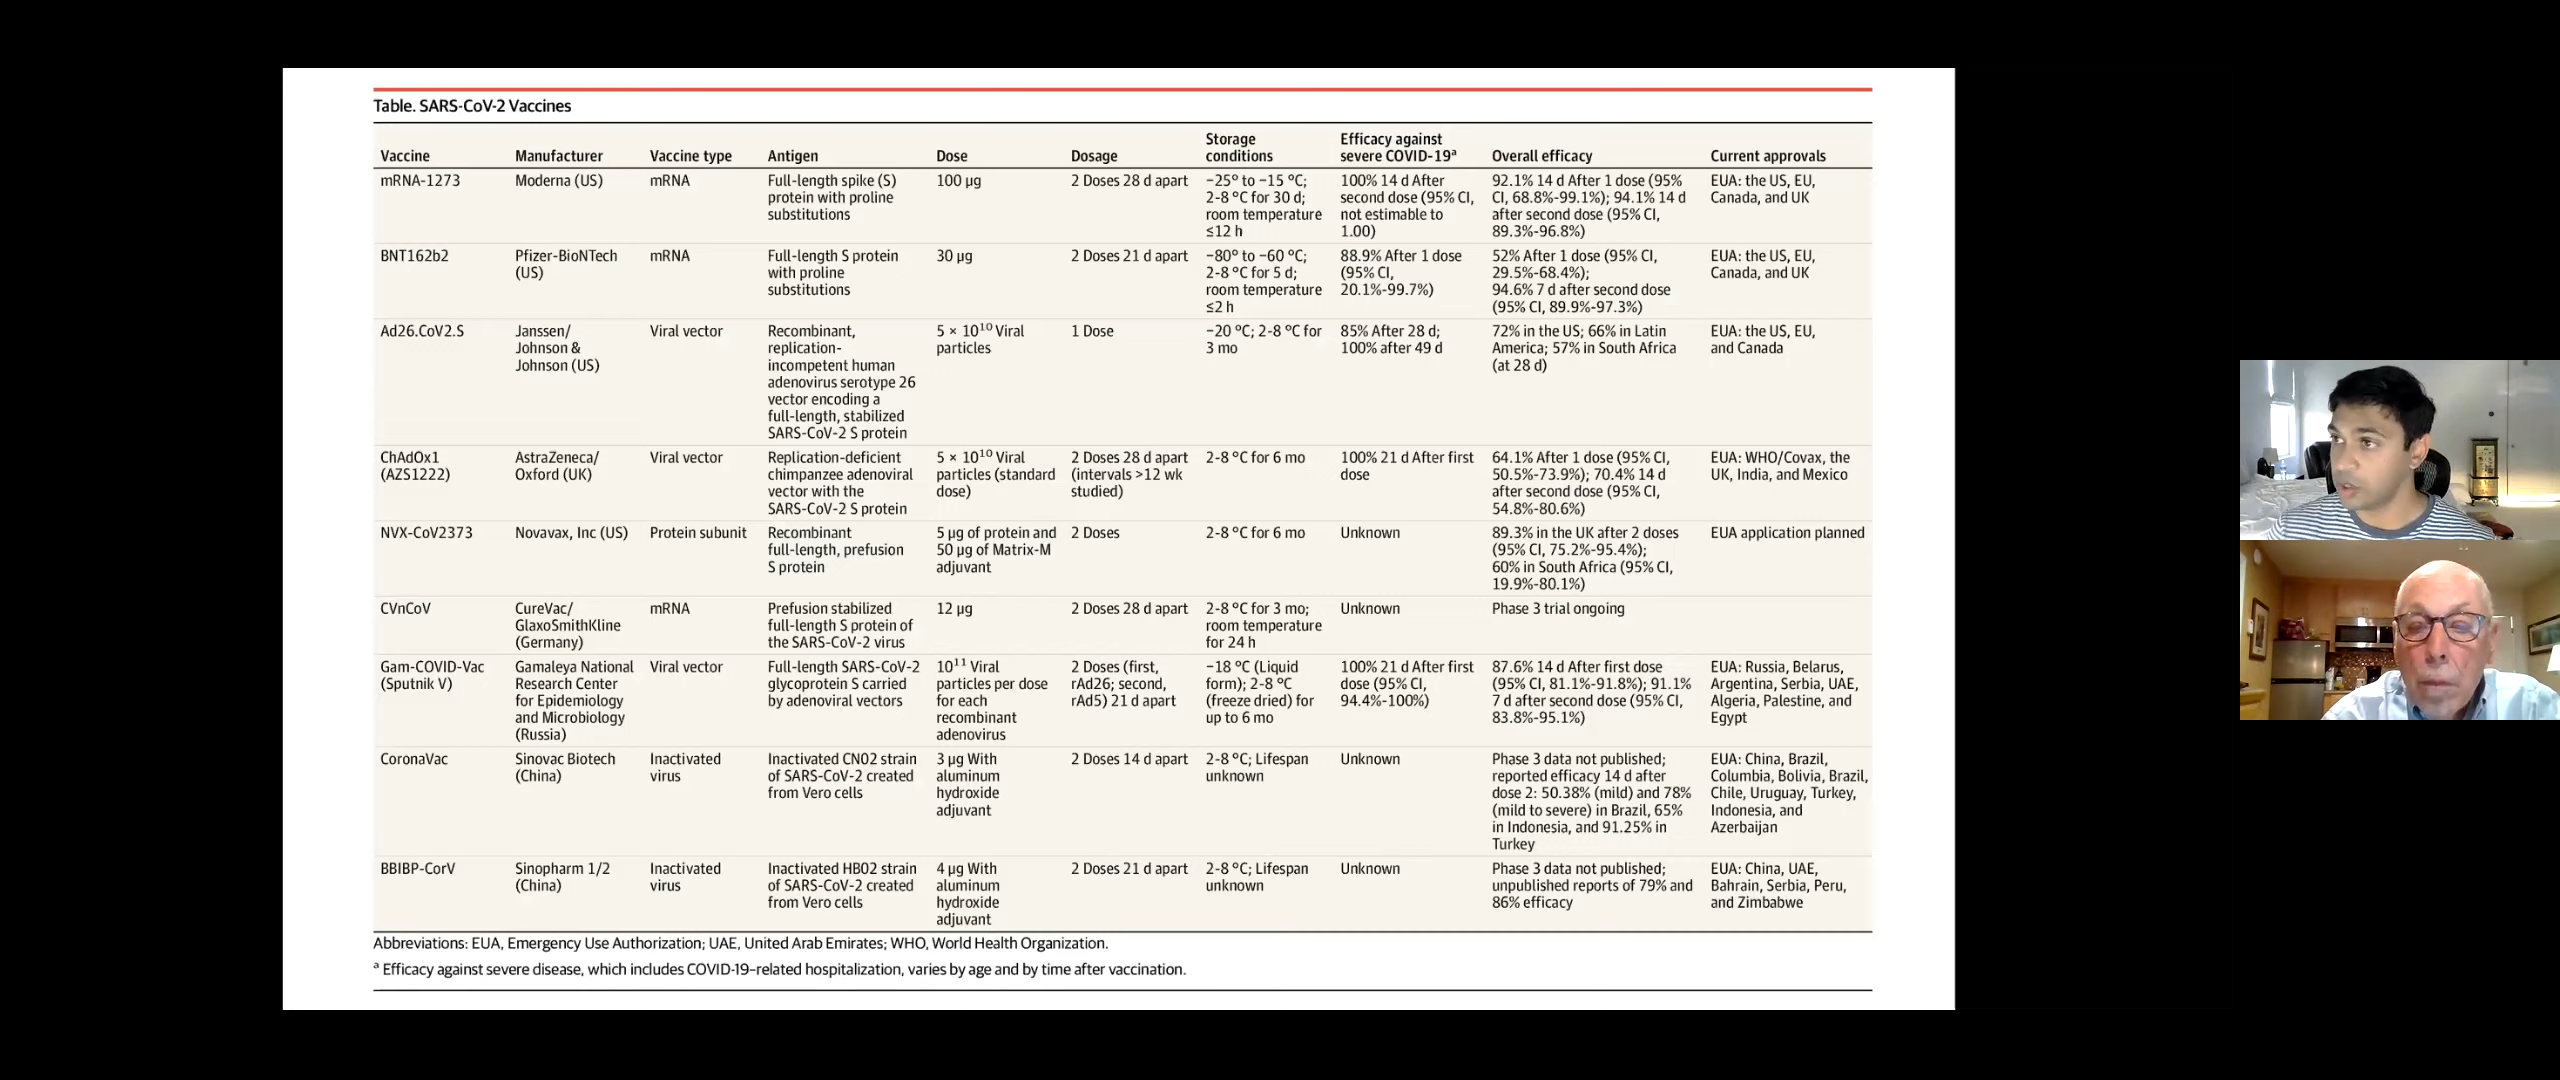 Table. SARS-CoV-2 Vaccines
Vaccine Manufacturer Vaccine type Antigen Dose Dosage Storage conditions Efficacy against severe COVID-19ᵃ Overall efficacy Current approvals
mRNA-1273 Moderna (US) mRNA Full-length spike (S) protein with proline substitutions 100 µg 2 Doses 28 d apart −25° to −15 °C; 2-8 °C for 30 d; room temperature ≤12 h 100% 14 d After second dose (95% CI, not estimable to 1.00) 92.1% 14 d After 1 dose (95% CI, 68.8%-99.1%); 94.1% 14 d after second dose (95% CI, 89.3%-96.8%) EUA: the US, EU, Canada, and UK
BNT162b2 Pfizer-BioNTech (US) mRNA Full-length S protein with proline substitutions 30 µg 2 Doses 21 d apart −80° to −60 °C; 2-8 °C for 5 d; room temperature ≤2 h 88.9% After 1 dose (95% CI, 20.1%-99.7%) 52% After 1 dose (95% CI, 29.5%-68.4%); 94.6% 7 d after second dose (95% CI, 89.9%-97.3%) EUA: the US, EU, Canada, and UK
Ad26.CoV2.S Janssen/ Johnson & Johnson (US) Viral vector Recombinant, replication-incompetent human adenovirus serotype 26 vector encoding a full-length, stabilized SARS-CoV-2 S protein 5 × 10¹⁰ Viral particles 1 Dose −20 °C; 2-8 °C for 3 mo 85% After 28 d; 100% after 49 d 72% in the US; 66% in Latin America; 57% in South Africa (at 28 d) EUA: the US, EU, and Canada
ChAdOx1 (AZS1222) AstraZeneca/ Oxford (UK) Viral vector Replication-deficient chimpanzee adenoviral vector with the SARS-CoV-2 S protein 5 × 10¹⁰ Viral particles (standard dose) 2 Doses 28 d apart (intervals >12 wk studied) 2-8 °C for 6 mo 100% 21 d After first dose 64.1% After 1 dose (95% CI, 50.5%-73.9%); 70.4% 14 d after second dose (95% CI, 54.8%-80.6%) EUA: WHO/Covax, the UK, India, and Mexico
NVX-CoV2373 Novavax, Inc (US) Protein subunit Recombinant full-length, prefusion S protein 5 µg of protein and 50 µg of Matrix-M adjuvant 2 Doses 2-8 °C for 6 mo Unknown 89.3% in the UK after 2 doses (95% CI, 75.2%-95.4%); 60% in South Africa (95% CI, 19.9%-80.1%) EUA application planned
CVnCoV CureVac/ GlaxoSmithKline (Germany) mRNA Prefusion stabilized full-length S protein of the SARS-CoV-2 virus 12 µg 2 Doses 28 d apart 2-8 °C for 3 mo; room temperature for 24 h Unknown Phase 3 trial ongoing
Gam-COVID-Vac (Sputnik V) Gamaleya National Research Center for Epidemiology and Microbiology (Russia) Viral vector Full-length SARS-CoV-2 glycoprotein S carried by adenoviral vectors 10¹¹ Viral particles per dose for each recombinant adenovirus 2 Doses (first, rAd26; second, rAd5) 21 d apart −18 °C (Liquid form); 2-8 °C (freeze dried) for up to 6 mo 100% 21 d After first dose (95% CI, 94.4%-100%) 87.6% 14 d After first dose (95% CI, 81.1%-91.8%); 91.1% 7 d after second dose (95% CI, 83.8%-95.1%) EUA: Russia, Belarus, Argentina, Serbia, UAE, Algeria, Palestine, and Egypt
CoronaVac Sinovac Biotech (China) Inactivated virus Inactivated CN02 strain of SARS-CoV-2 created from Vero cells 3 µg With aluminum hydroxide adjuvant 2 Doses 14 d apart 2-8 °C; Lifespan unknown Unknown Phase 3 data not published; reported efficacy 14 d after dose 2: 50.38% (mild) and 78% (mild to severe) in Brazil, 65% in Indonesia, and 91.25% in Turkey EUA: China, Brazil, Columbia, Bolivia, Brazil, Chile, Uruguay, Turkey, Indonesia, and Azerbaijan
BBIBP-CorV Sinopharm 1/2 (China) Inactivated virus Inactivated HB02 strain of SARS-CoV-2 created from Vero cells 4 µg With aluminum hydroxide adjuvant 2 Doses 21 d apart 2-8 °C; Lifespan unknown Unknown Phase 3 data not published; unpublished reports of 79% and 86% efficacy EUA: China, UAE, Bahrain, Serbia, Peru, and Zimbabwe
Abbreviations: EUA, Emergency Use Authorization; UAE, United Arab Emirates; WHO, World Health Organization.
ᵃ Efficacy against severe disease, which includes COVID-19–related hospitalization, varies by age and by time after vaccination.